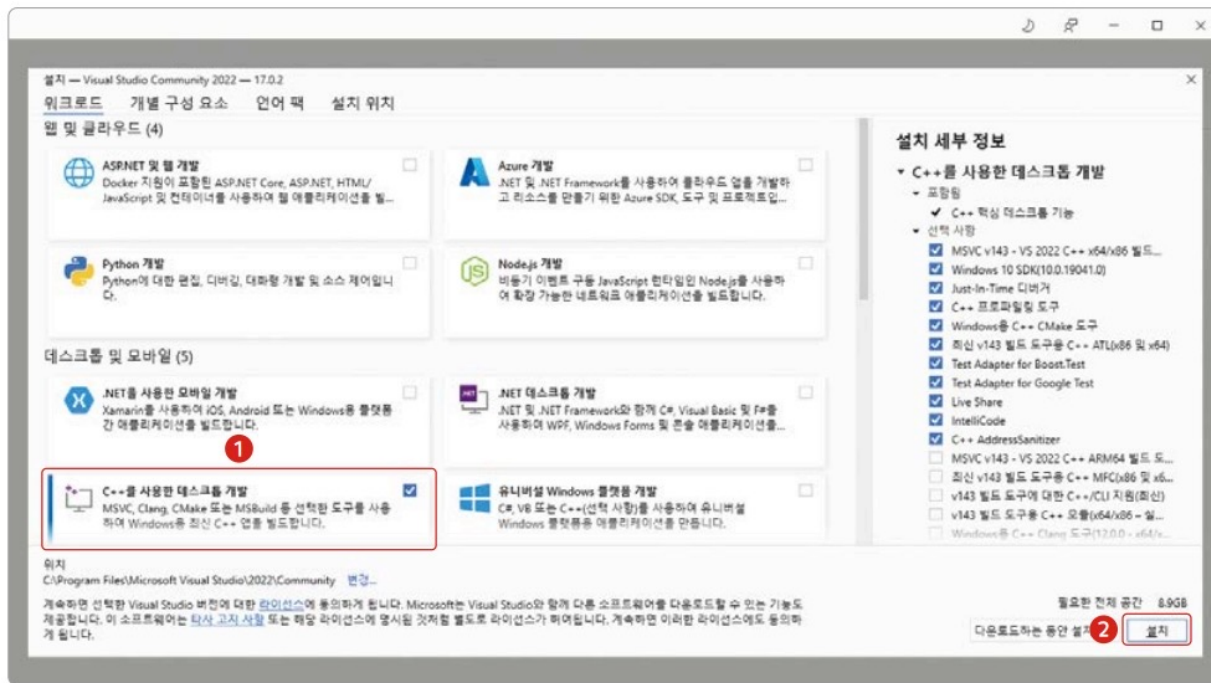 설치 — Visual Studio Community 2022 — 17.0.2
워크로드 개별 구성 요소 언어 팩 설치 위치
웹 및 클라우드 (4)
ASP.NET 및 웹 개발
Docker 지원이 포함된 ASP.NET Core, ASP.NET, HTML/
JavaScript 및 컨테이너를 사용하여 웹 애플리케이션을 빌...
Azure 개발
.NET 및 .NET Framework를 사용하여 클라우드 앱을 개발하
고 리소스를 만들기 위한 Azure SDK, 도구 및 프로젝트입...
Python 개발
Python에 대한 편집, 디버깅, 대화형 개발 및 소스 제어입니
다.
Node.js 개발
비동기 이벤트 구동 JavaScript 런타임인 Node.js를 사용하
여 확장 가능한 네트워크 애플리케이션을 빌드합니다.
데스크톱 및 모바일 (5)
.NET을 사용한 모바일 개발
Xamarin을 사용하여 iOS, Android 또는 Windows용 플랫폼
간 애플리케이션을 빌드합니다.
.NET 데스크톱 개발
.NET 및 .NET Framework와 함께 C#, Visual Basic 및 F#을
사용하여 WPF, Windows Forms 및 콘솔 애플리케이션을...
1
C++를 사용한 데스크톱 개발
MSVC, Clang, CMake 또는 MSBuild 등 선택한 도구를 사용
하여 Windows용 최신 C++ 앱을 빌드합니다.
유니버설 Windows 플랫폼 개발
C#, VB 또는 C++(선택 사항)를 사용하여 유니버설
Windows 플랫폼용 애플리케이션을 만듭니다.
설치 세부 정보
C++를 사용한 데스크톱 개발
포함됨
C++ 핵심 데스크톱 기능
선택 사항
MSVC v143 - VS 2022 C++ x64/x86 빌드...
Windows 10 SDK(10.0.19041.0)
Just-In-Time 디버거
C++ 프로파일링 도구
Windows용 C++ CMake 도구
최신 v143 빌드 도구용 C++ ATL(x86 및 x64)
Test Adapter for Boost.Test
Test Adapter for Google Test
Live Share
IntelliCode
C++ AddressSanitizer
MSVC v143 - VS 2022 C++ ARM64 빌드 도...
최신 v143 빌드 도구용 C++ MFC(x86 및 x6...
v143 빌드 도구에 대한 C++/CLI 지원(최신)
v143 빌드 도구용 C++ 모듈(x64/x86 – 실...
Windows용 C++ Clang 도구(12.0.0 - x64/x...
위치
C:\Program Files\Microsoft Visual Studio\2022\Community 변경...
계속하면 선택한 Visual Studio 버전에 대한 라이선스에 동의하게 됩니다. Microsoft는 Visual Studio와 함께 다른 소프트웨어를 다운로드할 수 있는 기능도
제공합니다. 이 소프트웨어는 타사 고지 사항 또는 해당 라이선스에 명시된 것처럼 별도로 라이선스가 허여됩니다. 계속하면 이러한 라이선스에도 동의하
게 됩니다.
필요한 전체 공간 8.9GB
다운로드하는 동안 설치 2 설치